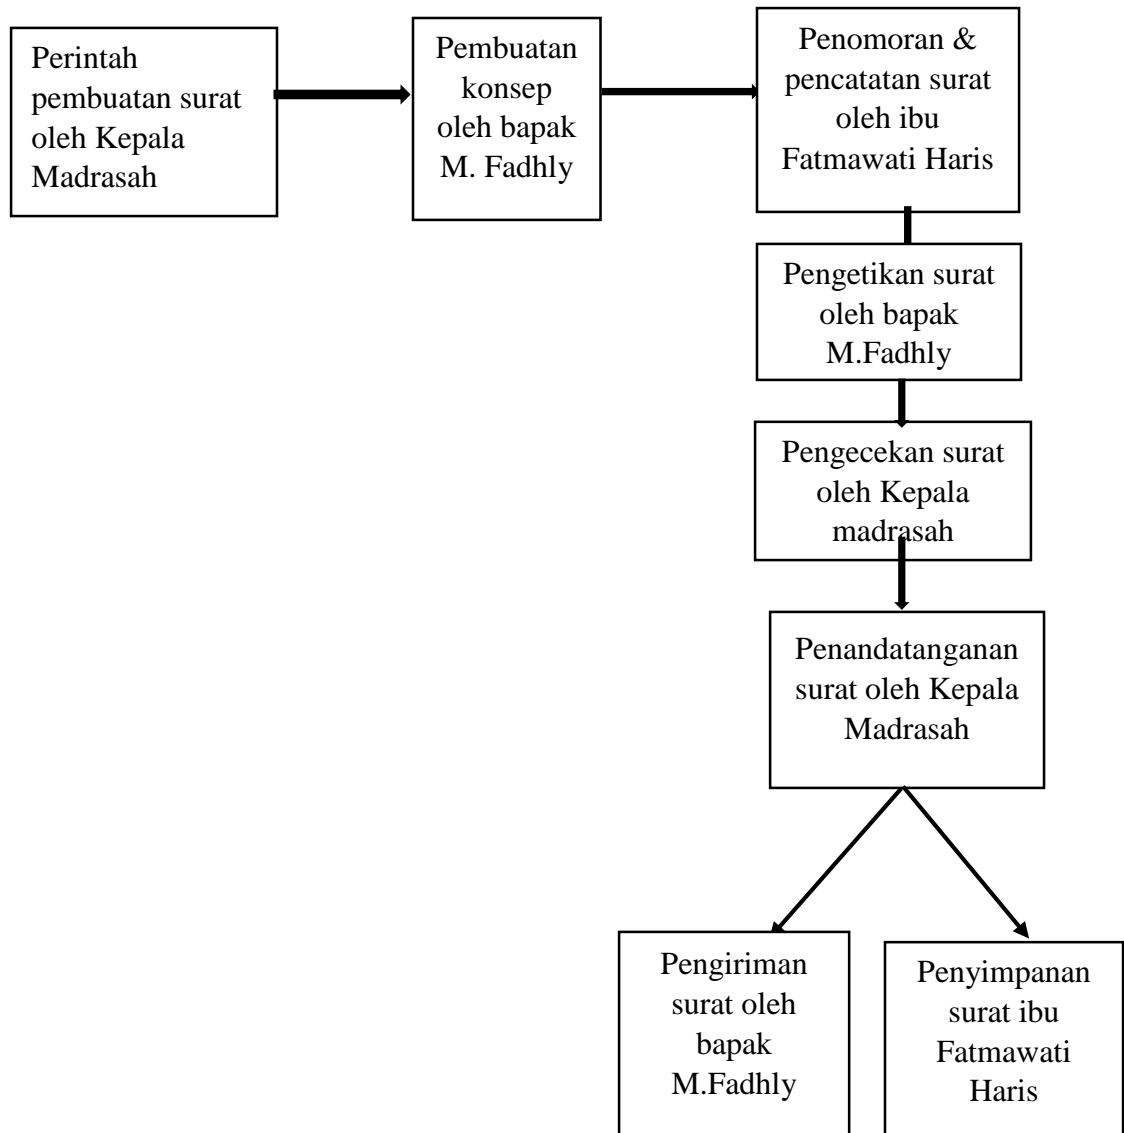 Perintah
pembuatan surat
oleh Kepala
Madrasah
Pembuatan
konsep
oleh bapak
M. Fadhly
Penomoran &
pencatatan surat
oleh ibu
Fatmawati Haris
Pengetikan surat
oleh bapak
M.Fadhly
Pengecekan surat
oleh Kepala
madrasah
Penandatanganan
surat oleh Kepala
Madrasah
Pengiriman
surat oleh
bapak
M.Fadhly
Penyimpanan
surat ibu
Fatmawati
Haris